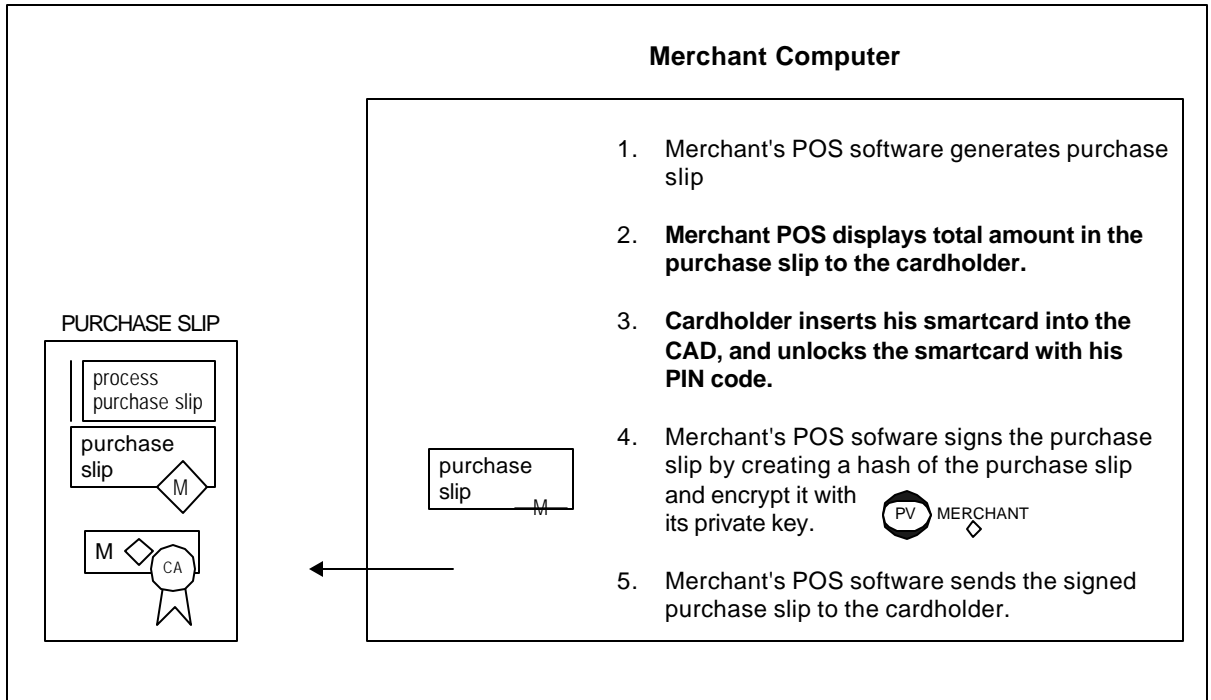 Merchant Computer
1. Merchant's POS software generates purchase
slip
2. Merchant POS displays total amount in the
purchase slip to the cardholder.
3. Cardholder inserts his smartcard into the
CAD, and unlocks the smartcard with his
PIN code.
4. Merchant's POS sofware signs the purchase
slip by creating a hash of the purchase slip
and encrypt it with
its private key.
PV MERCHANT
5. Merchant's POS software sends the signed
purchase slip to the cardholder.
purchase
slip
M
PURCHASE SLIP
process
purchase slip
purchase
slip
M
M
CA